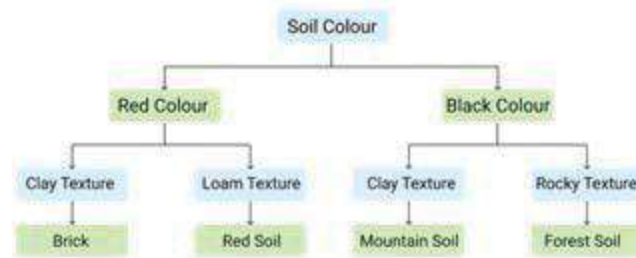 Soil Colour
Red Colour
Black Colour
Clay Texture
Loam Texture
Clay Texture
Rocky Texture
Brick
Red Soil
Mountain Soil
Forest Soil